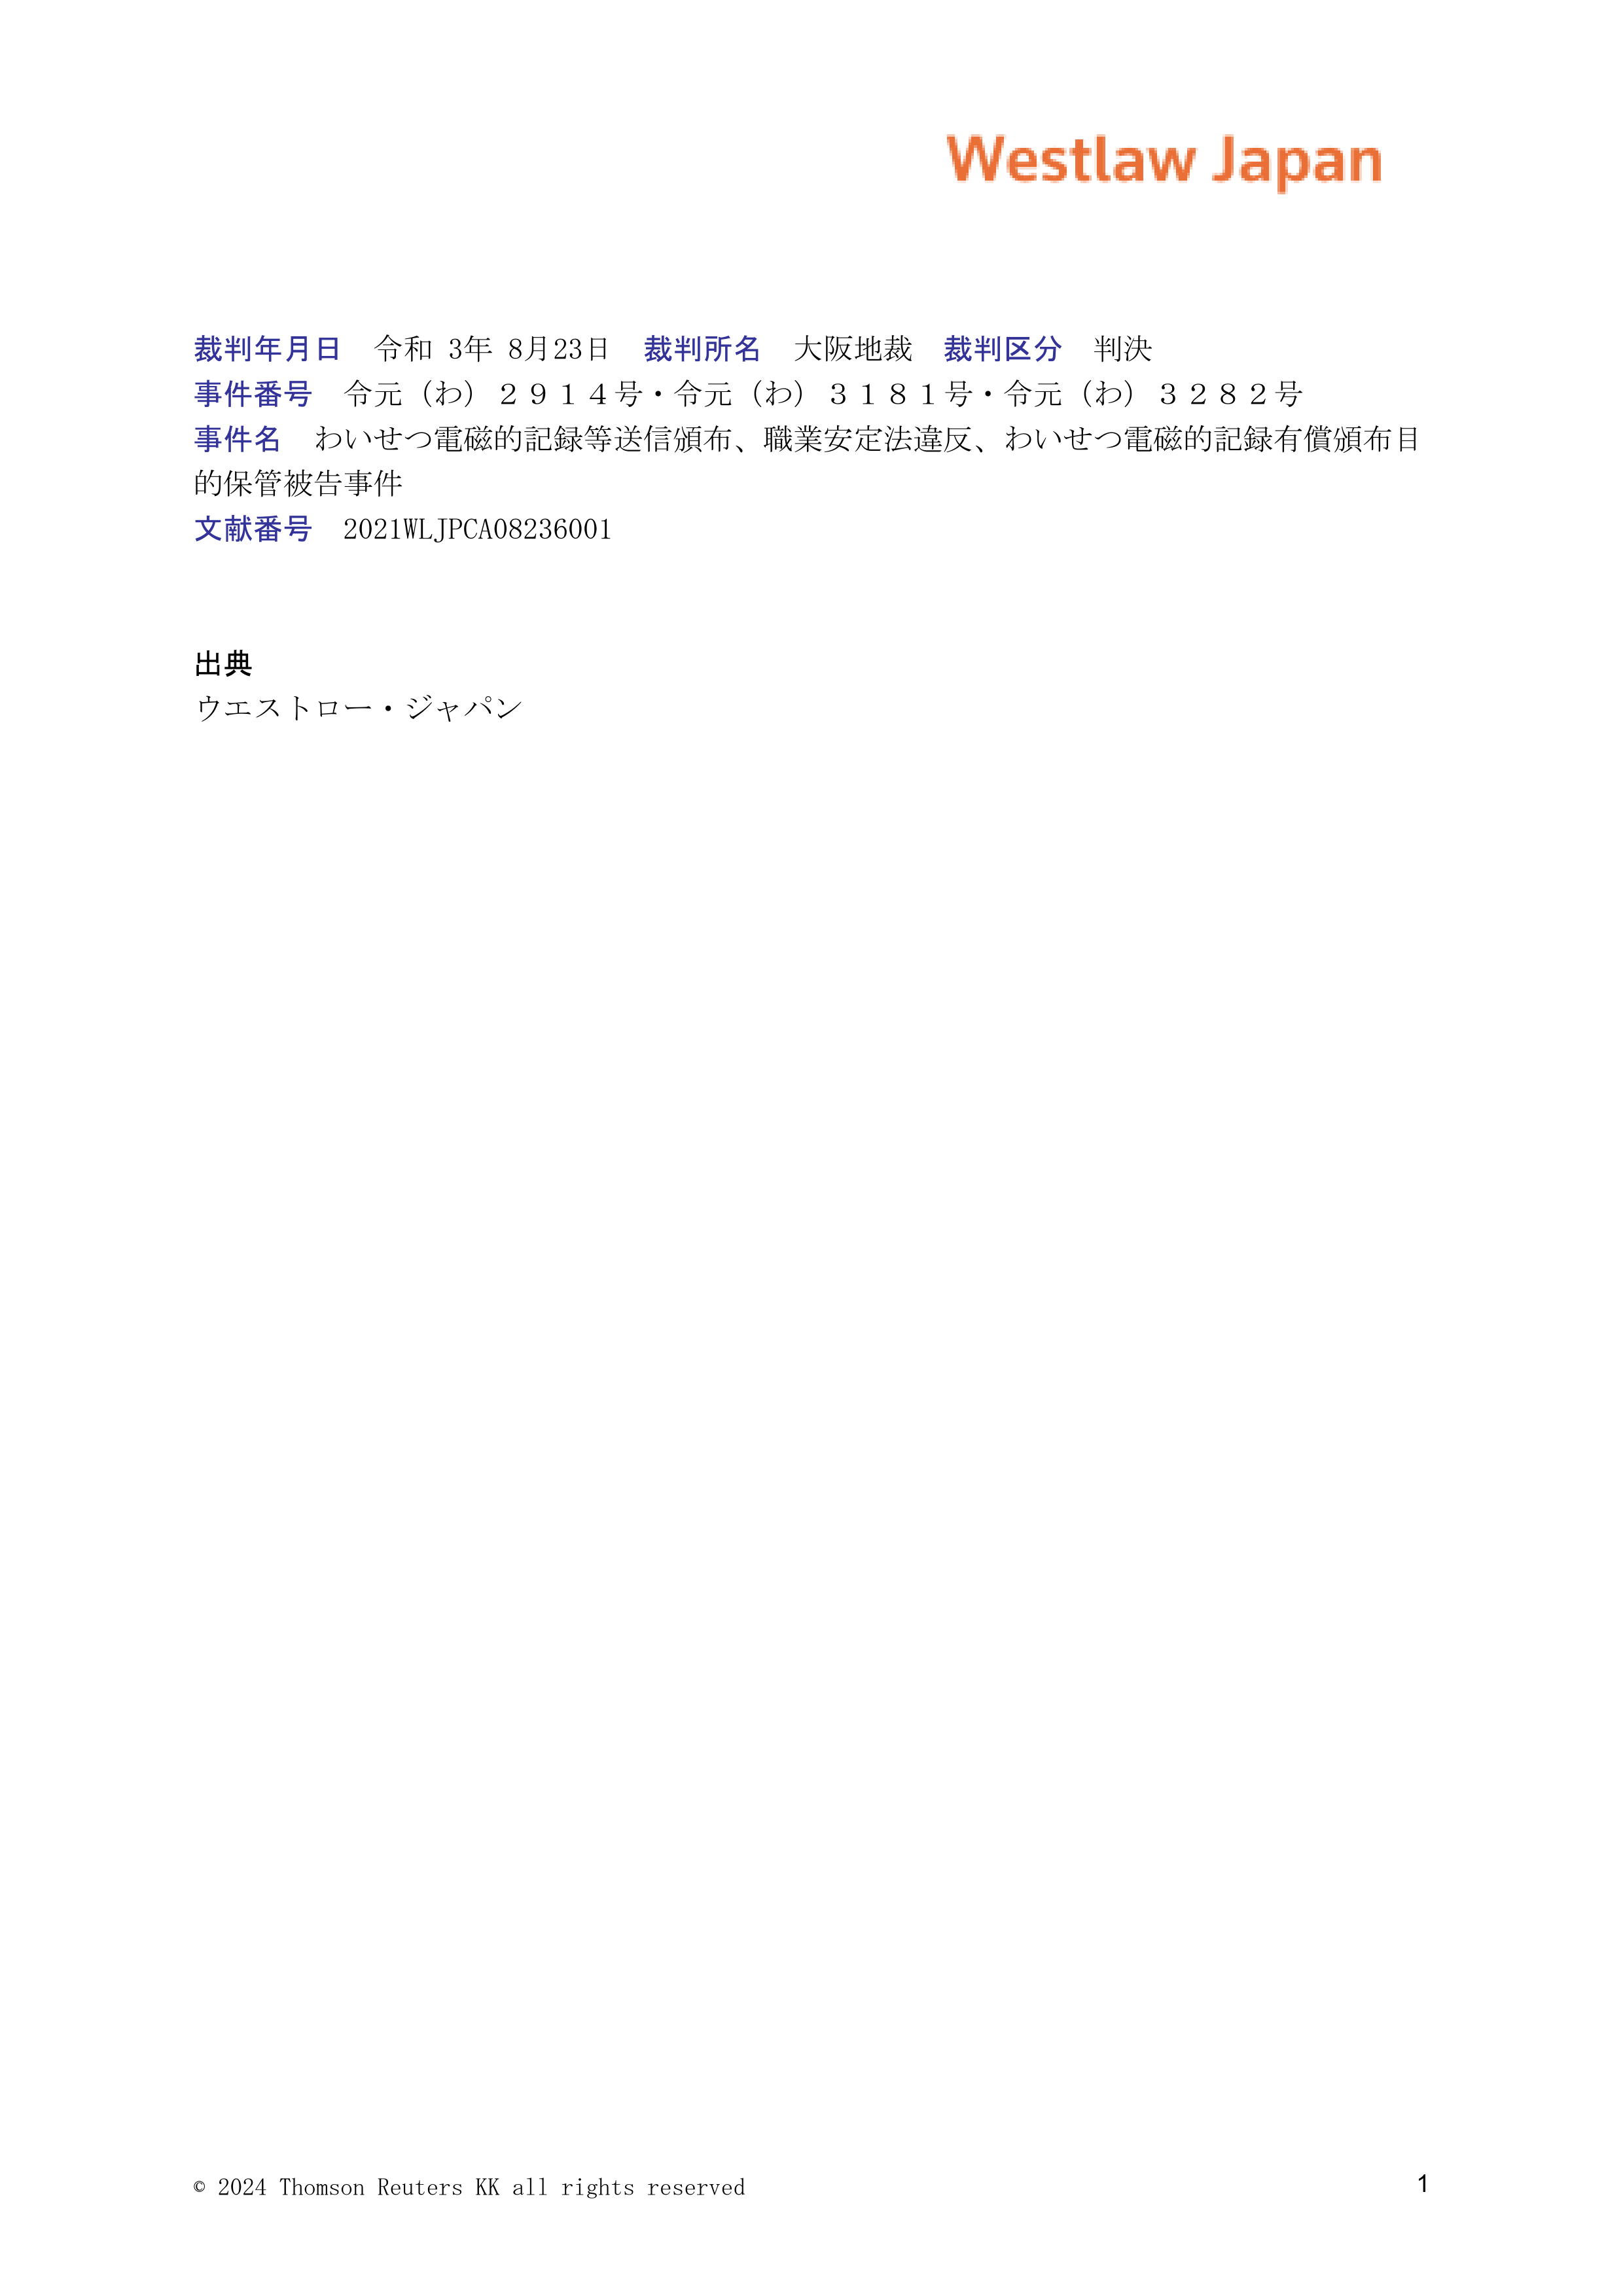 Westlaw Japan
裁判年月日　令和 3年 8月23日　裁判所名　大阪地裁　裁判区分　判決
事件番号　令元（わ）２９１４号・令元（わ）３１８１号・令元（わ）３２８２号
事件名　わいせつ電磁的記録等送信頒布、職業安定法違反、わいせつ電磁的記録有償頒布目
的保管被告事件
文献番号　2021WLJPCA08236001
出典
ウエストロー・ジャパン
© 2024 Thomson Reuters KK all rights reserved 1